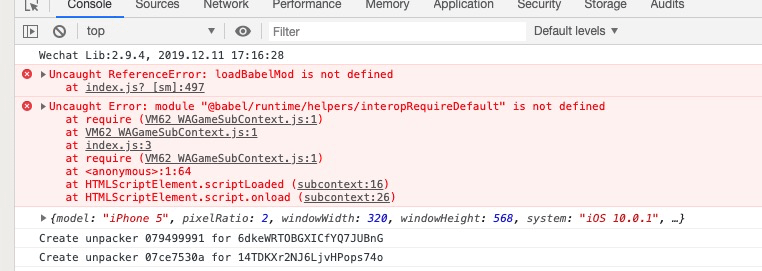 Console Sources Network Performance Memory Application Security Storage Audits
top Filter Default levels
Wechat Lib:2.9.4, 2019.12.11 17:16:28
Uncaught ReferenceError: loadBabelMod is not defined
at index.js? [sm]:497
Uncaught Error: module "@babel/runtime/helpers/interopRequireDefault" is not defined
at require (VM62 WAGameSubContext.js:1)
at VM62 WAGameSubContext.js:1
at index.js:3
at require (VM62 WAGameSubContext.js:1)
at <anonymous>:1:64
at HTMLScriptElement.scriptLoaded (subcontext:16)
at HTMLScriptElement.script.onload (subcontext:26)
{model: "iPhone 5", pixelRatio: 2, windowWidth: 320, windowHeight: 568, system: "iOS 10.0.1", …}
Create unpacker 079499991 for 6dkeWRTOBGXICfYQ7JUBnG
Create unpacker 07ce7530a for 14TDKXr2NJ6LjvHPops74o